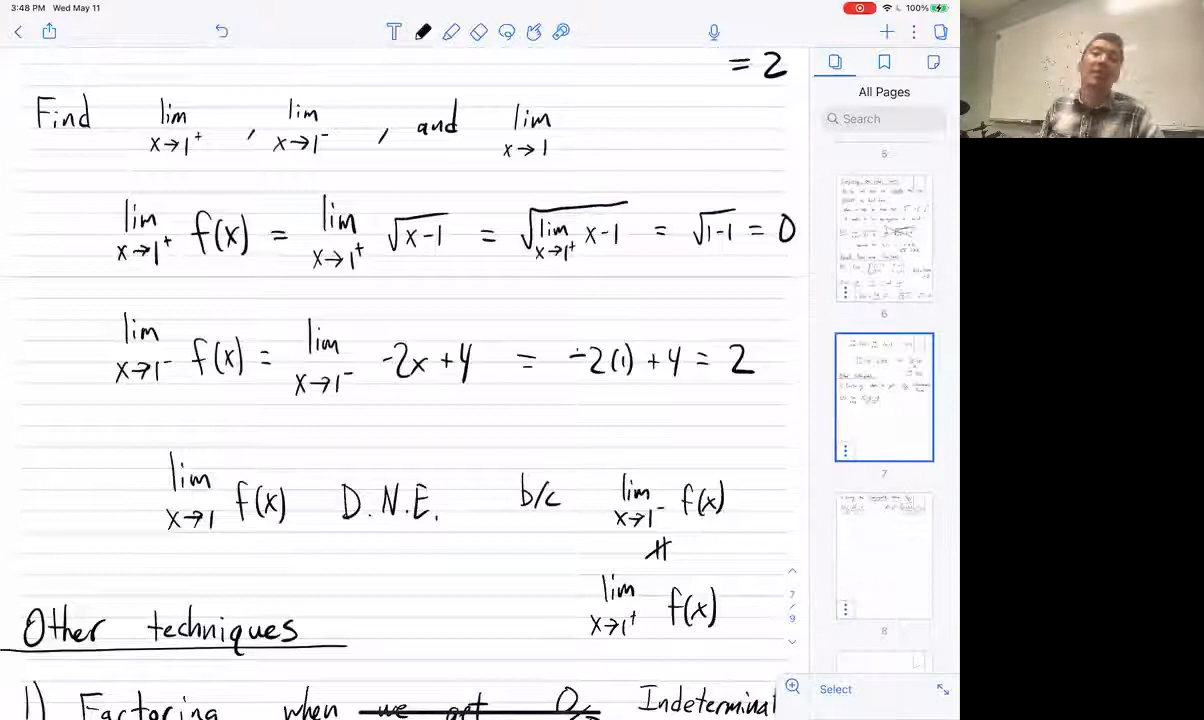 3:48 PM Wed May 11
100%
= 2
Find lim x→1⁺ , lim x→1⁻ , and lim x→1
lim x→1⁺ f(x) = lim x→1⁺ √(x-1) = √(lim x→1⁺ x-1) = √(1-1) = 0
lim x→1⁻ f(x) = lim x→1⁻ -2x+4 = -2(1)+4 = 2
lim x→1 f(x) D.N.E. b/c lim x→1⁻ f(x)
≠
lim x→1⁺ f(x)
Other techniques
1) Factoring when we get 0/ Indeterminal
All Pages
Search
6
7
8
7
/
9
Select